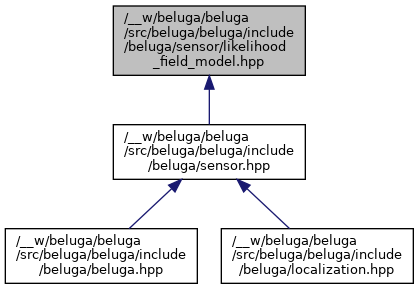 /__w/beluga/beluga
/src/beluga/beluga/include
/beluga/sensor/likelihood
_field_model.hpp
/__w/beluga/beluga
/src/beluga/beluga/include
/beluga/sensor.hpp
/__w/beluga/beluga
/src/beluga/beluga/include
/beluga/beluga.hpp
/__w/beluga/beluga
/src/beluga/beluga/include
/beluga/localization.hpp